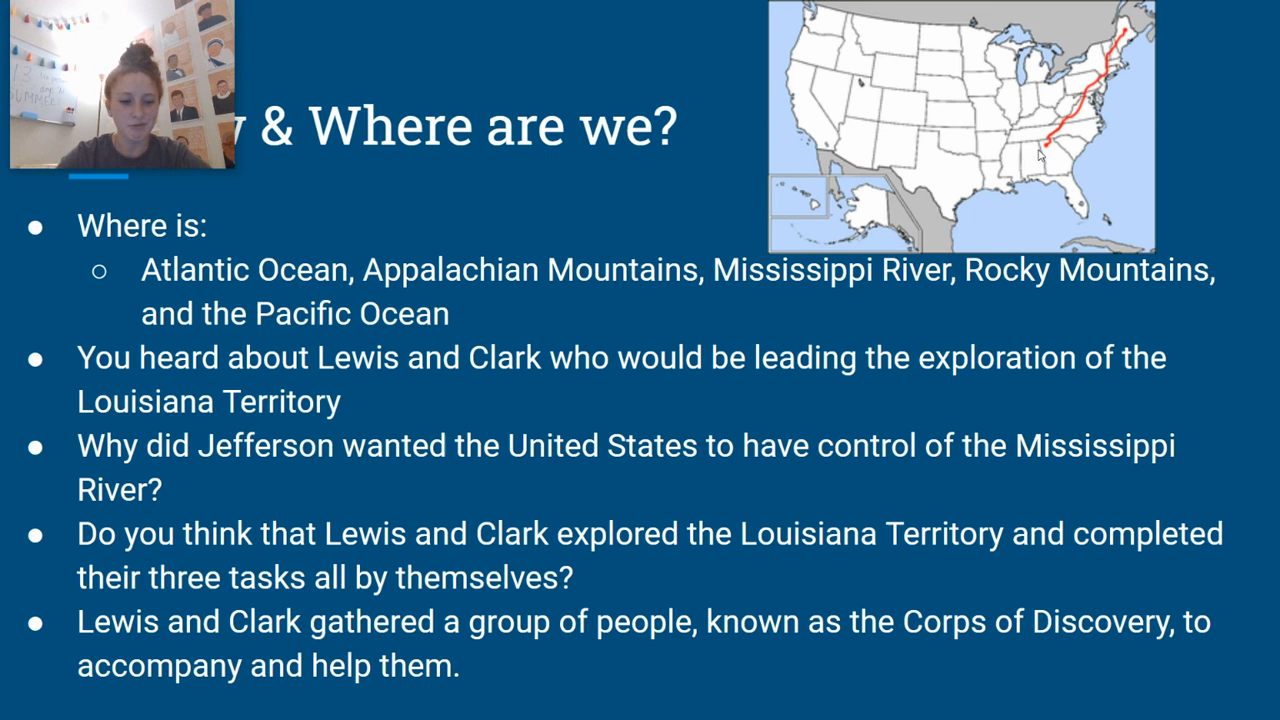 & Where are we?
Where is:
Atlantic Ocean, Appalachian Mountains, Mississippi River, Rocky Mountains,
and the Pacific Ocean
You heard about Lewis and Clark who would be leading the exploration of the
Louisiana Territory
Why did Jefferson wanted the United States to have control of the Mississippi
River?
Do you think that Lewis and Clark explored the Louisiana Territory and completed
their three tasks all by themselves?
Lewis and Clark gathered a group of people, known as the Corps of Discovery, to
accompany and help them.